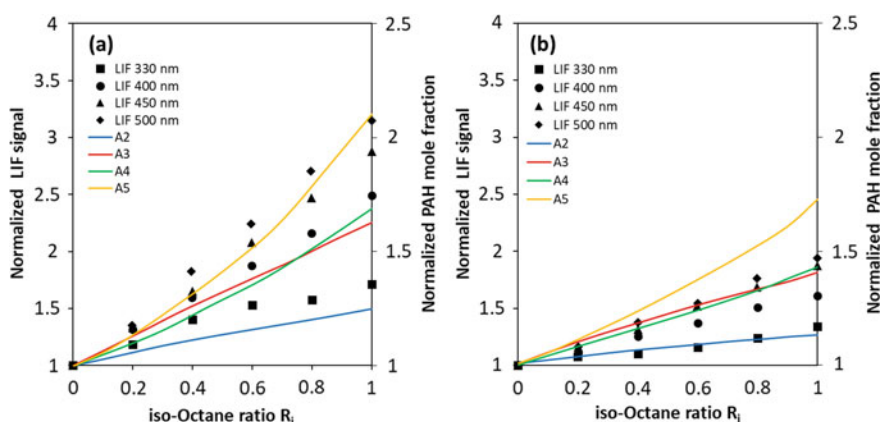 (a)
LIF 330 nm
LIF 400 nm
LIF 450 nm
LIF 500 nm
A2
A3
A4
A5
4
3.5
3
2.5
2
1.5
1
2.5
2
1.5
1
0 0.2 0.4 0.6 0.8 1
Normalized LIF signal
Normalized PAH mole fraction
iso-Octane ratio Ri
(b)
LIF 330 nm
LIF 400 nm
LIF 450 nm
LIF 500 nm
A2
A3
A4
A5
4
3.5
3
2.5
2
1.5
1
2.5
2
1.5
1
0 0.2 0.4 0.6 0.8 1
Normalized LIF signal
Normalized PAH mole fraction
iso-Octane ratio Ri